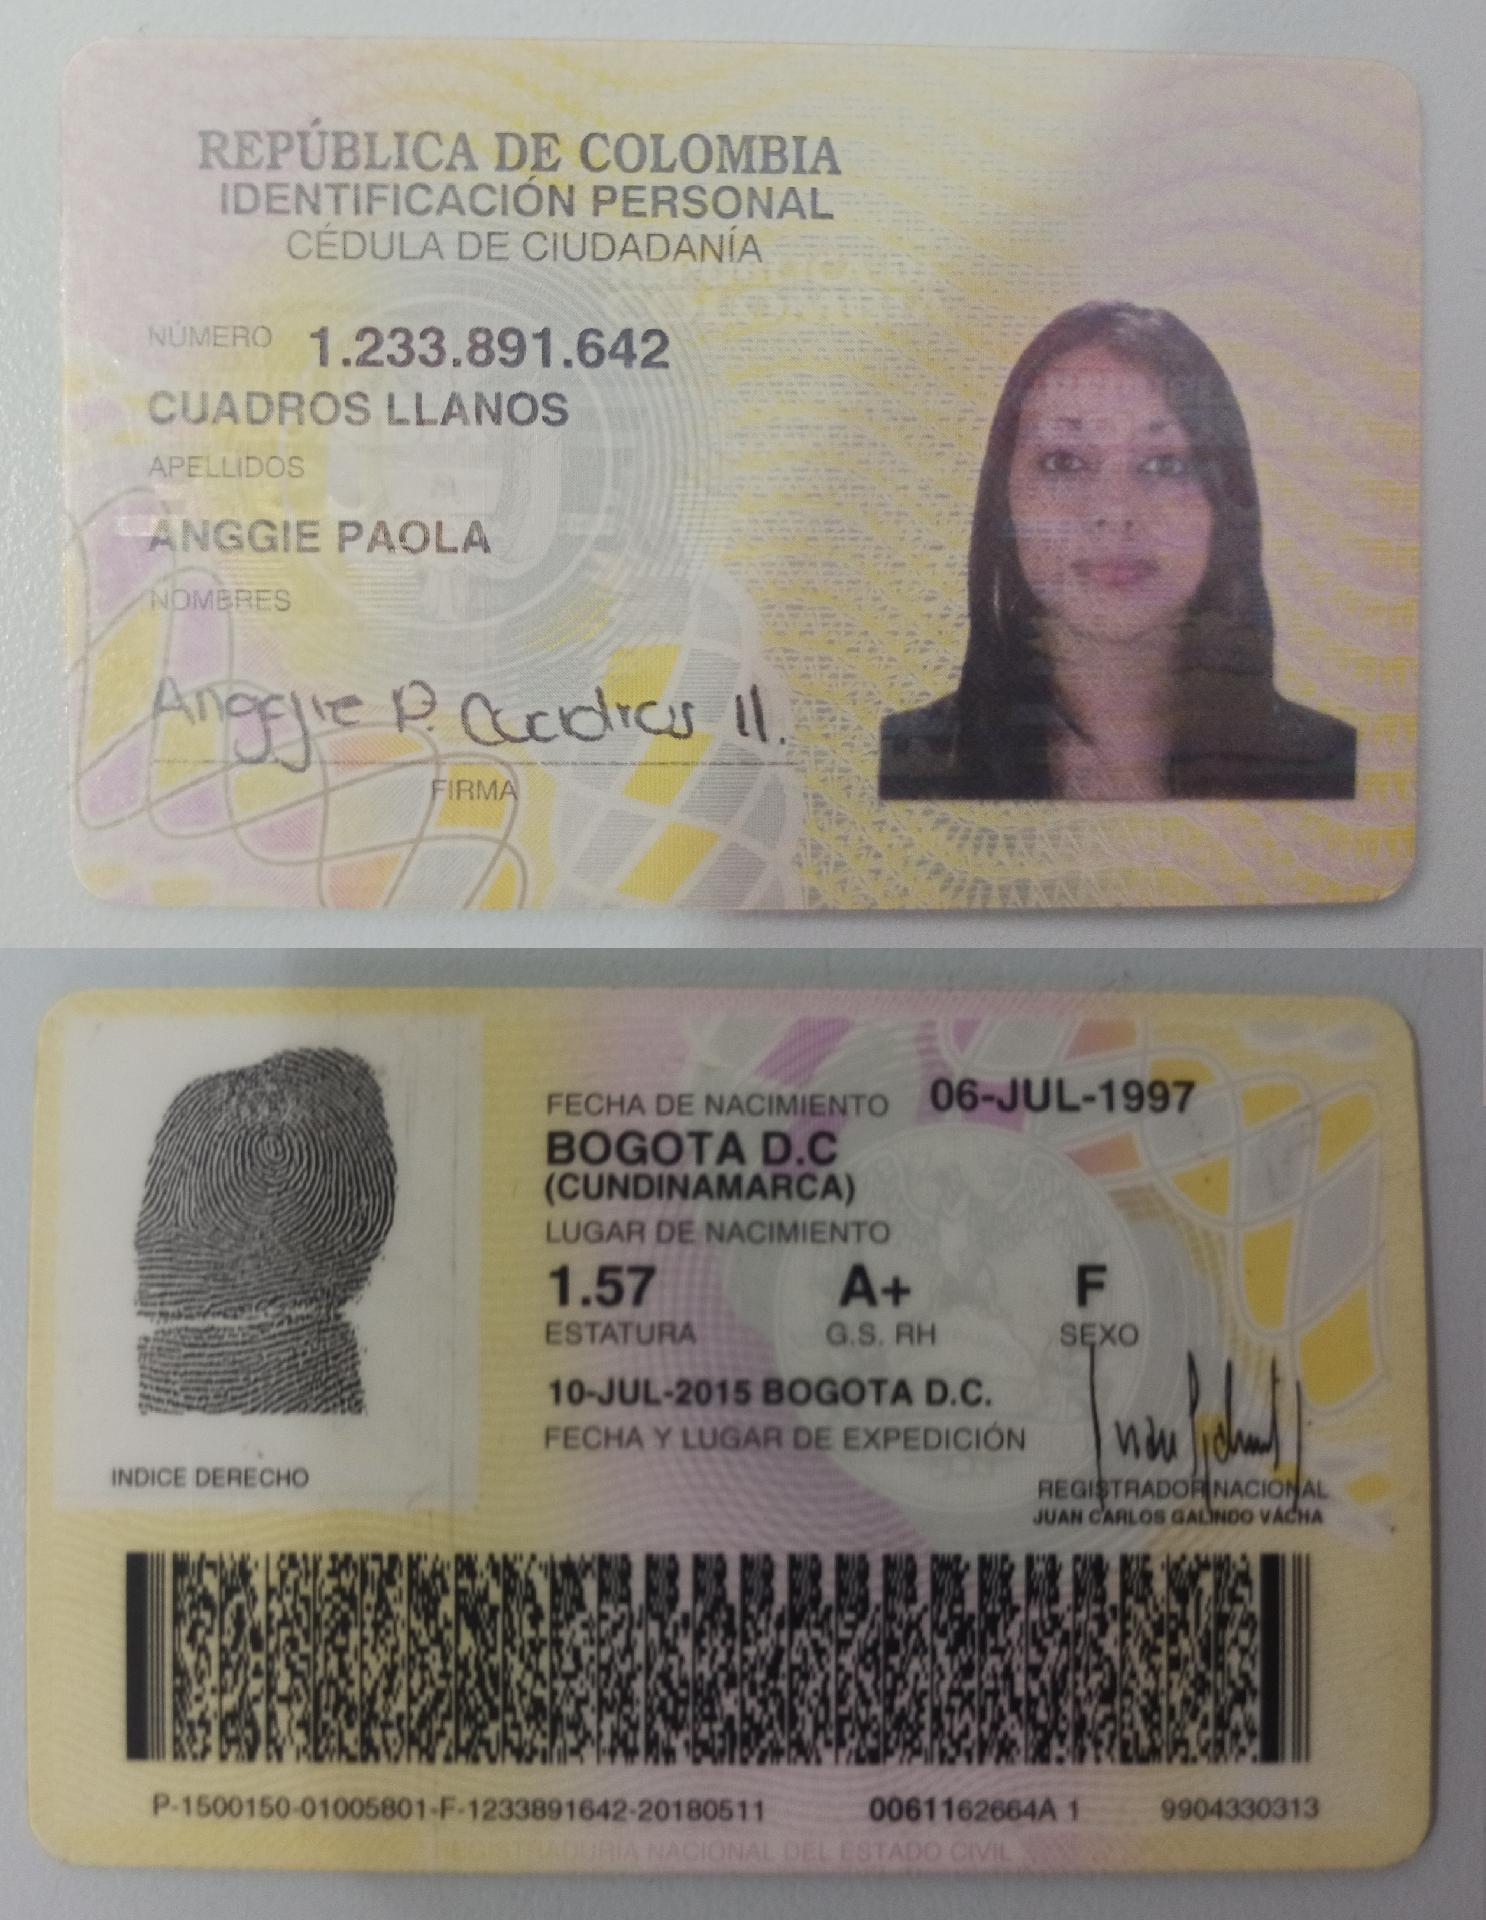 REPÚBLICA DE COLOMBIA
IDENTIFICACIÓN PERSONAL
CÉDULA DE CIUDADANÍA
NÚMERO 1.233.891.642
CUADROS LLANOS
APELLIDOS
ANGGIE PAOLA
NOMBRES
Anggie P. Cuadros ll.
FIRMA
FECHA DE NACIMIENTO 06-JUL-1997
BOGOTA D.C
(CUNDINAMARCA)
LUGAR DE NACIMIENTO
1.57 A+ F
ESTATURA G.S. RH SEXO
10-JUL-2015 BOGOTA D.C.
FECHA Y LUGAR DE EXPEDICIÓN
INDICE DERECHO
REGISTRADOR NACIONAL
JUAN CARLOS GALINDO VÁCHA
P-1500150-01005801-F-1233891642-20180511 0061162664A 1 9904330313
REGISTRADURIA NACIONAL DEL ESTADO CIVIL